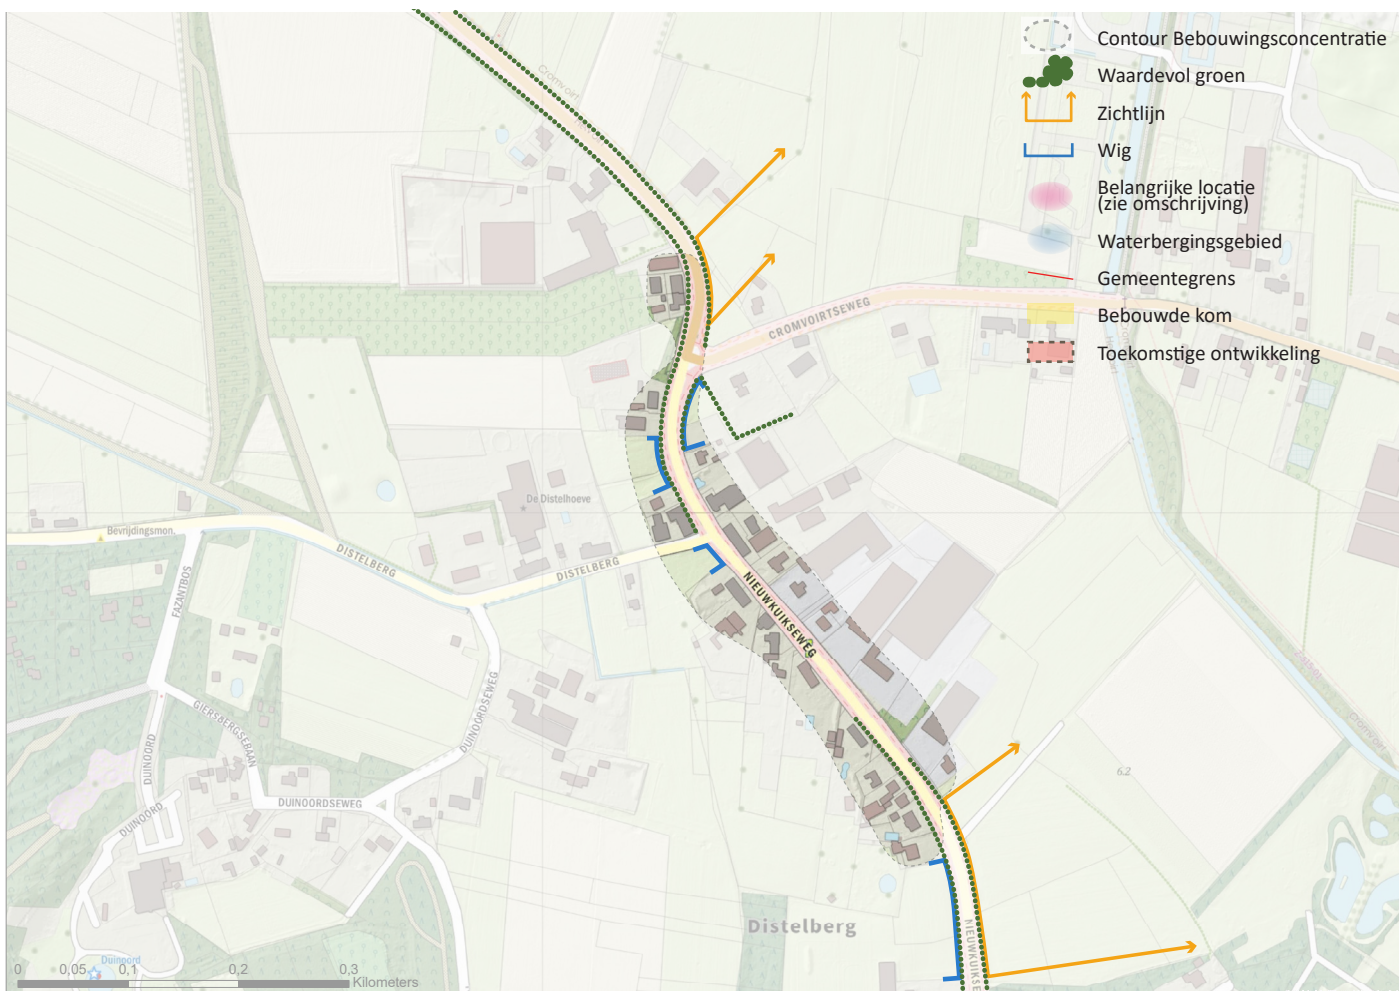 Contour Bebouwingsconcentratie
Waardevol groen
Zichtlijn
Wig
Belangrijke locatie
(zie omschrijving)
Waterbergingsgebied
Gemeentegrens
Bebouwde kom
Toekomstige ontwikkeling
Cromvoirt
CROMVOIRTSEWEG
De Distelhoeve
Bevrijdingsmon.
DISTELBERG
DISTELBERG
FAZANTBOS
NIEUWKUIKSEWEG
GIERSBERGSEBAAN
DUINOORDSEWEG
DUINOORD
DUINOORD
DUINOORDSEWEG
6.2
Distelberg
NIEUWKUIKSE
Duinoord
0 0,05 0,1 0,2 0,3
Kilometers